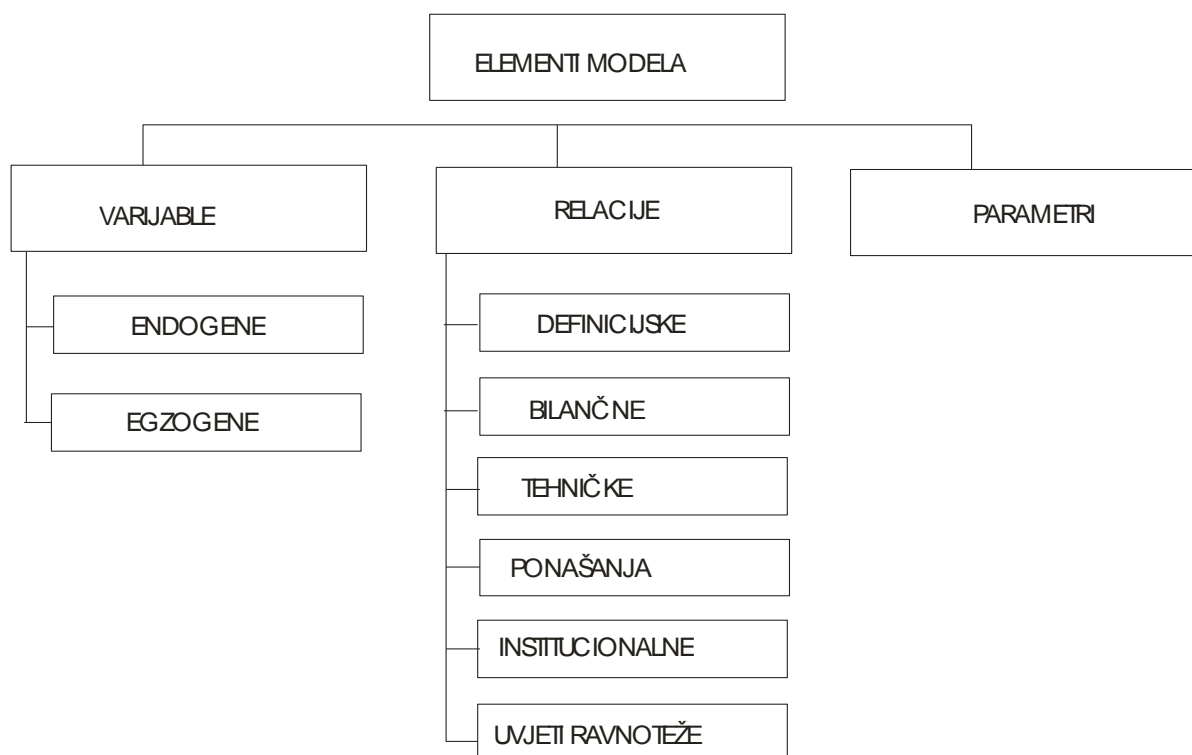 ELEMENTI MODELA
VARIJABLE
RELACIJE
PARAMETRI
ENDOGENE
EGZOGENE
DEFINICIJSKE
BILANČNE
TEHNIČKE
PONAŠANJA
INSTITUCIONALNE
UVJETI RAVNOTEŽE